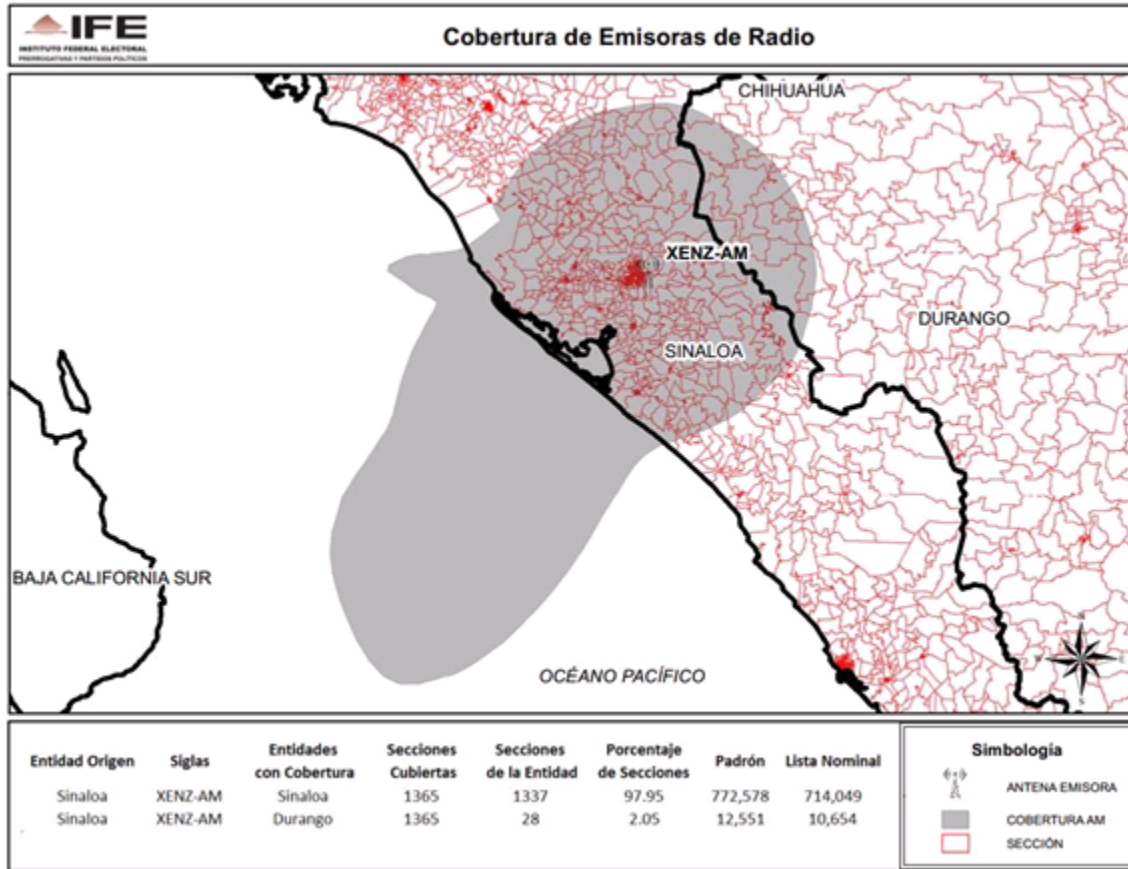 IFE
INSTITUTO FEDERAL ELECTORAL
PRERROGATIVAS Y PARTIDOS POLÍTICOS
Cobertura de Emisoras de Radio
CHIHUAHUA
XENZ-AM
DURANGO
SINALOA
BAJA CALIFORNIA SUR
OCÉANO PACÍFICO
N
W E
S
Entidad Origen Siglas Entidades con Cobertura Secciones Cubiertas Secciones de la Entidad Porcentaje de Secciones Padrón Lista Nominal
Sinaloa XENZ-AM Sinaloa 1365 1337 97.95 772,578 714,049
Sinaloa XENZ-AM Durango 1365 28 2.05 12,551 10,654
Simbología
ANTENA EMISORA
COBERTURA AM
SECCIÓN